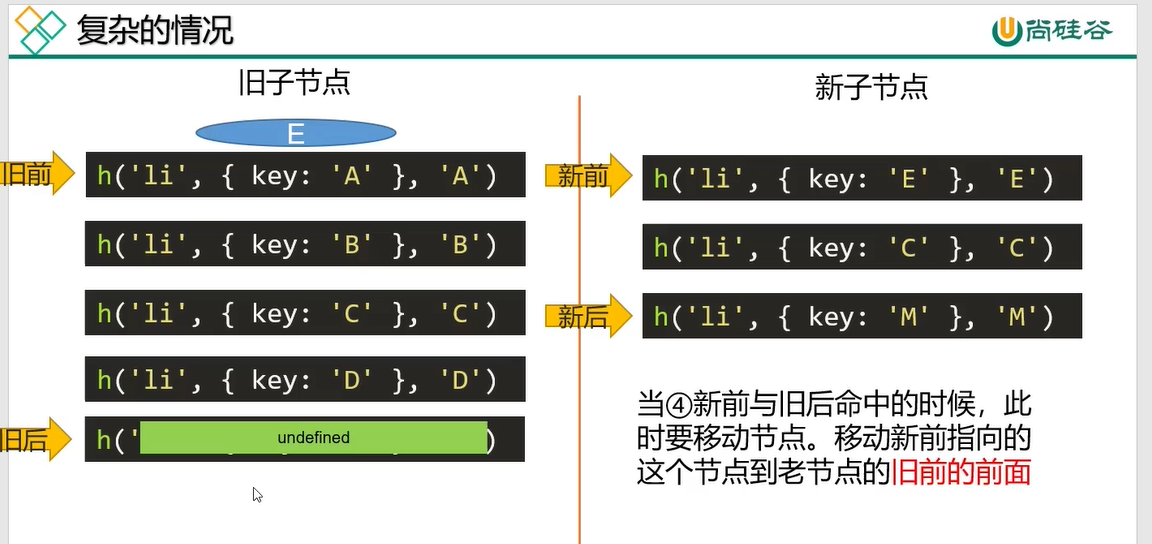 复杂的情况
尚硅谷
旧子节点
新子节点
E
旧前
h('li', { key: 'A' }, 'A')
h('li', { key: 'B' }, 'B')
h('li', { key: 'C' }, 'C')
h('li', { key: 'D' }, 'D')
旧后
h('
undefined
)
新前
h('li', { key: 'E' }, 'E')
h('li', { key: 'C' }, 'C')
新后
h('li', { key: 'M' }, 'M')
当④新前与旧后命中的时候，此
时要移动节点。移动新前指向的
这个节点到老节点的旧前的前面